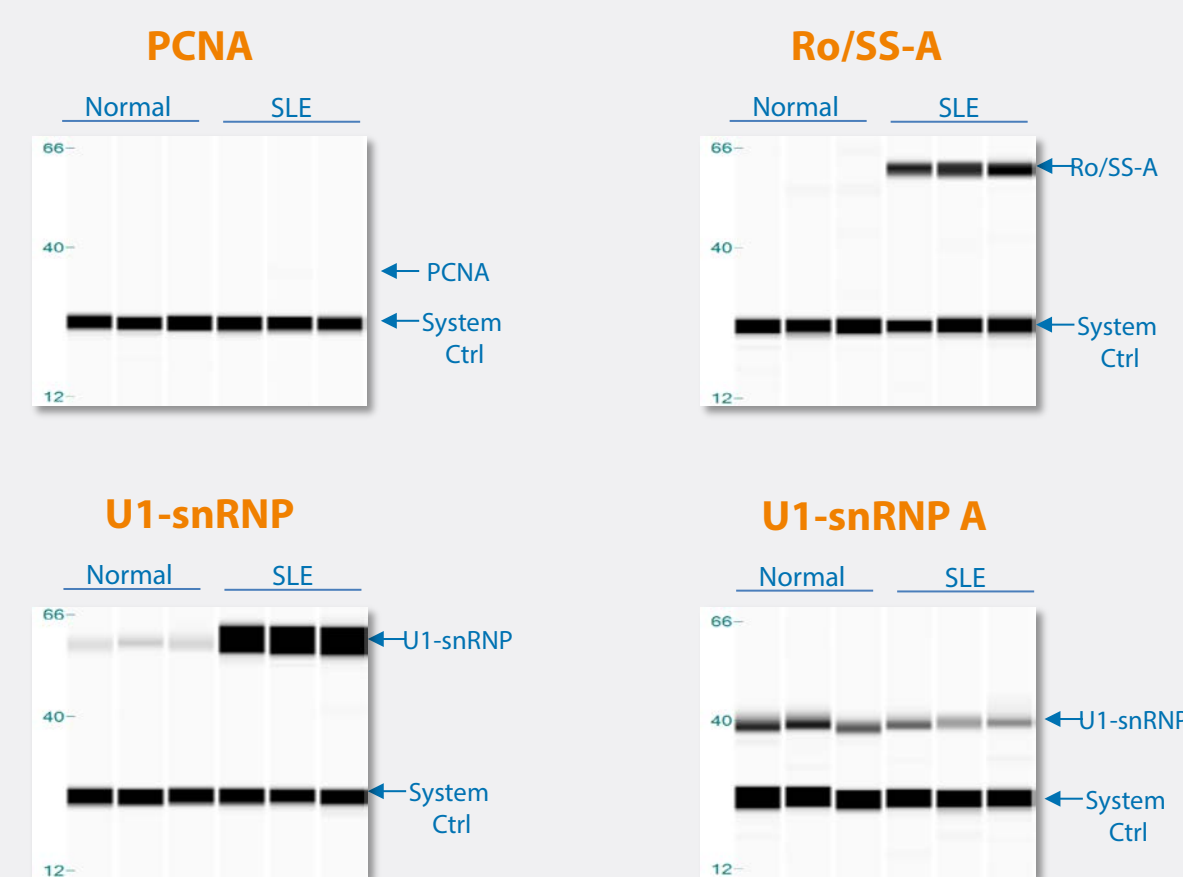 PCNA
Normal SLE
66
40
PCNA
System
Ctrl
12
Ro/SS-A
Normal SLE
66
Ro/SS-A
40
System
Ctrl
12
U1-snRNP
Normal SLE
66
U1-snRNP
40
System
Ctrl
12
U1-snRNP A
Normal SLE
66
40
U1-snRNP
System
Ctrl
12